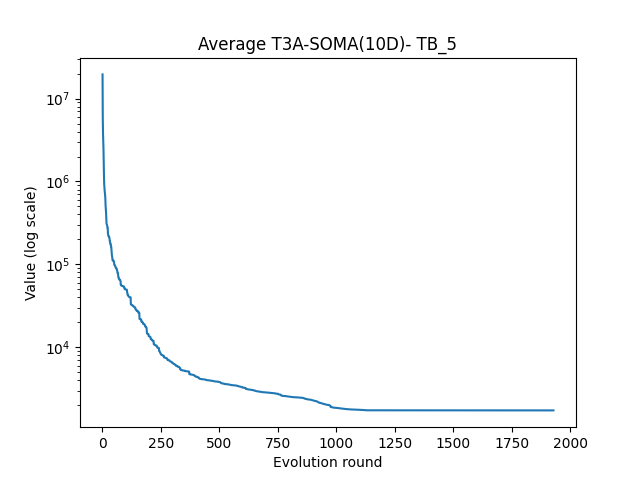 Average T3A-SOMA(10D)- TB_5
Value (log scale)
10^7
10^6
10^5
10^4
0 250 500 750 1000 1250 1500 1750 2000
Evolution round